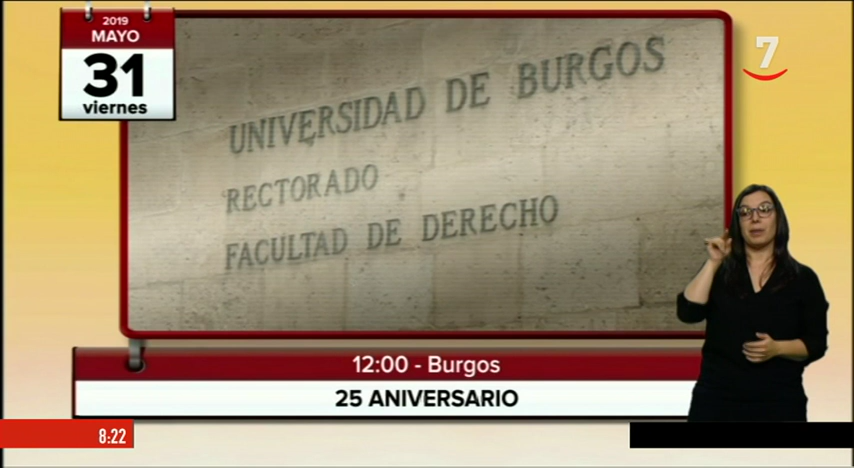 2019
MAYO
31
viernes
7
UNIVERSIDAD DE BURGOS
RECTORADO
FACULTAD DE DERECHO
12:00 - Burgos
25 ANIVERSARIO
8:22